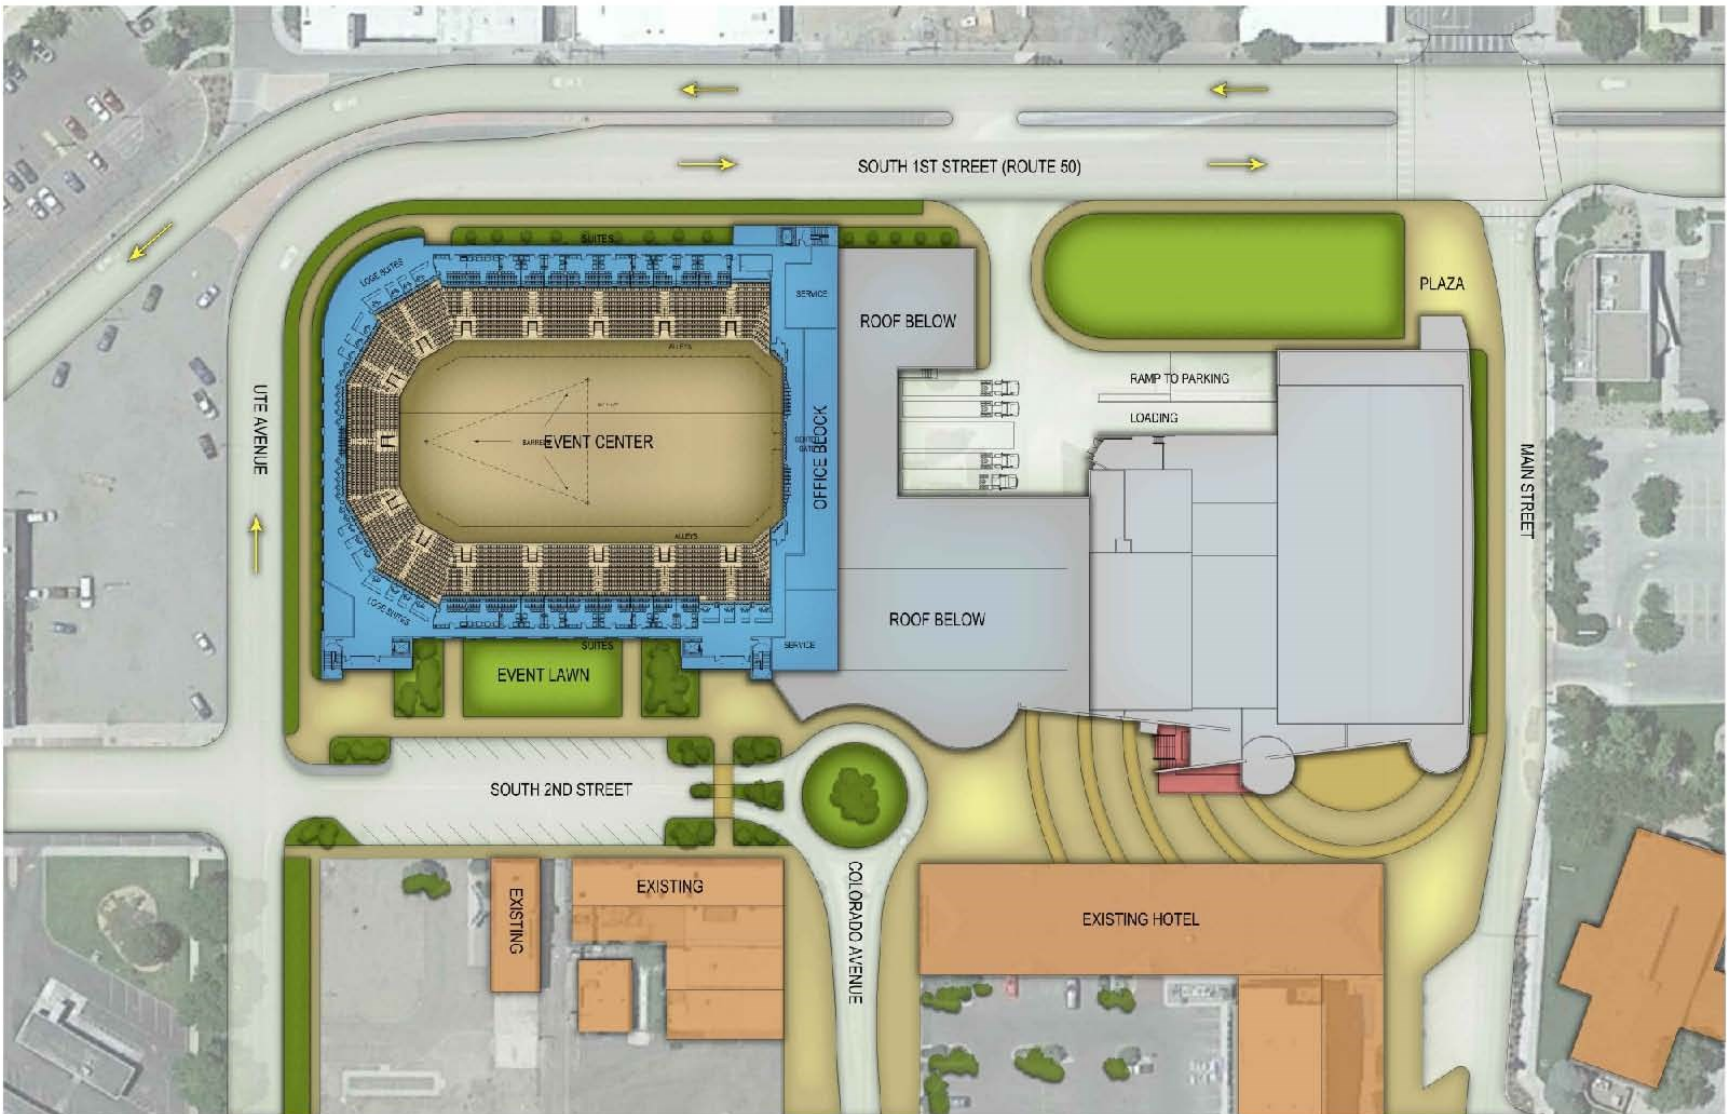 SOUTH 1ST STREET (ROUTE 50)
SUITES
LOGE SUITES
SERVICE
PLAZA
ROOF BELOW
ALLEYS
RAMP TO PARKING
LOADING
UTE AVENUE
EVENT CENTER
OFFICE BLOCK
MAIN STREET
ALLEYS
LOGE SUITES
ROOF BELOW
SUITES
SERVICE
EVENT LAWN
SOUTH 2ND STREET
EXISTING
EXISTING
COLORADO AVENUE
EXISTING HOTEL